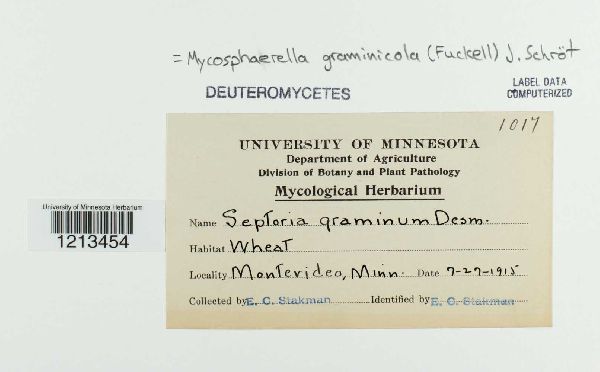 = Mycosphaerella graminicola (Fuckell) J. Schröt
DEUTEROMYCETES
LABEL DATA
COMPUTERIZED
1017
UNIVERSITY OF MINNESOTA
Department of Agriculture
Division of Botany and Plant Pathology
Mycological Herbarium
Name Septoria graminum Desm.
Habitat Wheat
Locality Montevideo, Minn. Date 7-27-1915
Collected by E. C. Stakman Identified by E. C. Stakman
University of Minnesota Herbarium
1213454